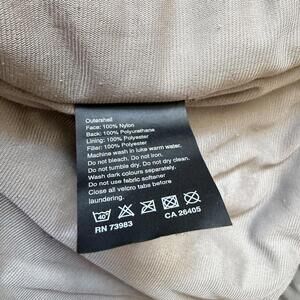 Outershell
Face: 100% Nylon
Back: 100% Polyurethane
Lining: 100% Polyester
Filler: 100% Polyester
Machine wash in luke warm water.
Do not bleach. Do not iron.
Do not tumble dry. Do not dry clean.
Wash dark colours separately.
Do not use fabric softener
Close all velcro tabs before
laundering.
40
RN 73983 CA 26405